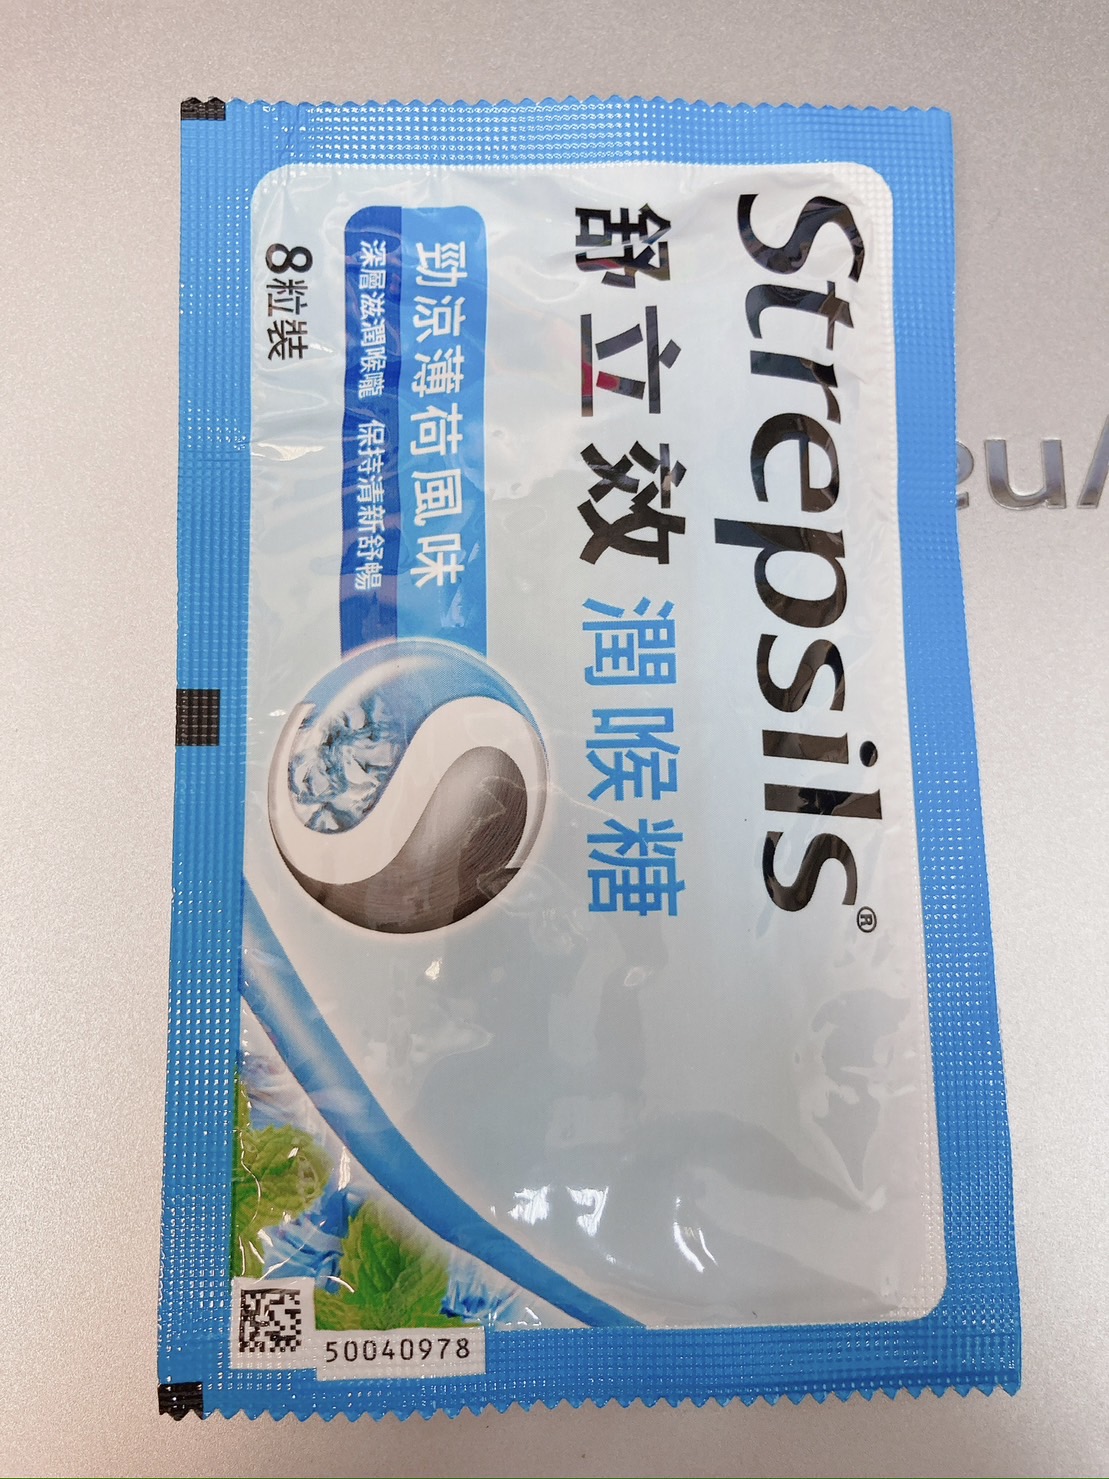 Strepsils®
舒立效 潤喉糖
勁涼薄荷風味
深層滋潤喉嚨 保持清新舒暢
8粒裝
50040978